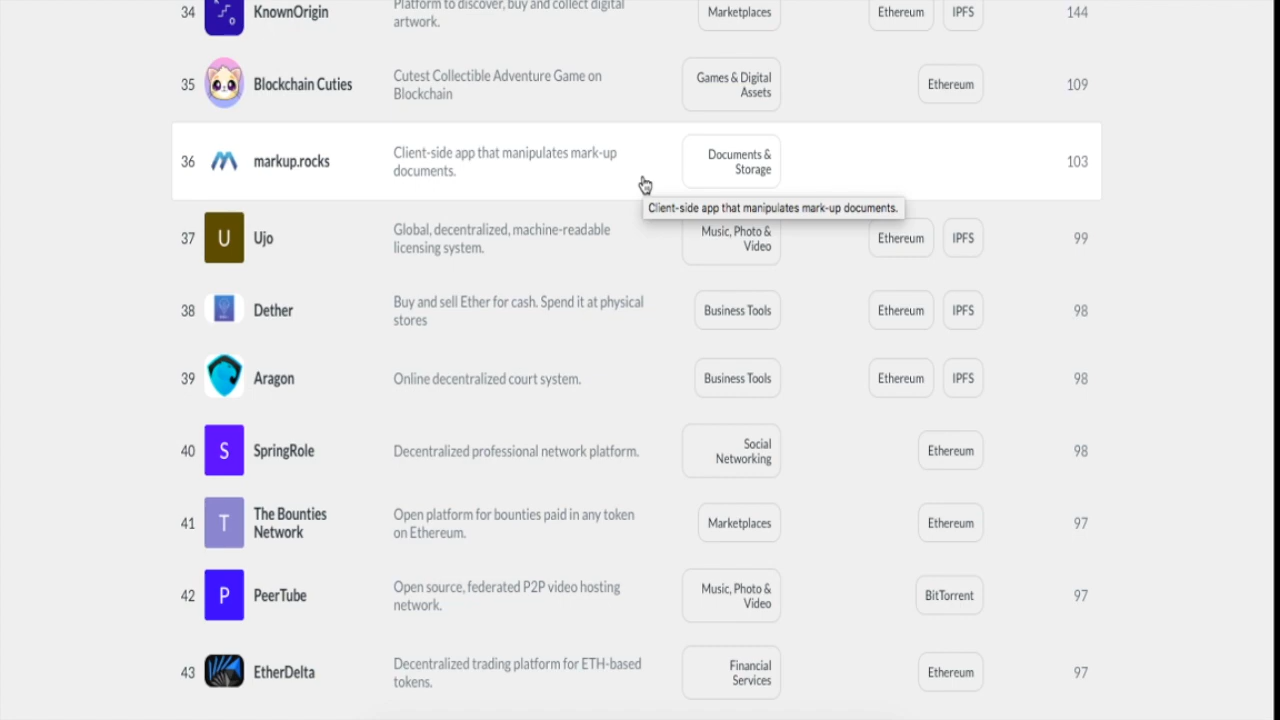 34 KnownOrigin Platform to discover, buy and collect digital artwork. Marketplaces Ethereum IPFS 144
35 Blockchain Cuties Cutest Collectible Adventure Game on Blockchain Games & Digital Assets Ethereum 109
36 markup.rocks Client-side app that manipulates mark-up documents. Documents & Storage 103
Client-side app that manipulates mark-up documents.
37 U Ujo Global, decentralized, machine-readable licensing system. Music, Photo & Video Ethereum IPFS 99
38 Dether Buy and sell Ether for cash. Spend it at physical stores Business Tools Ethereum IPFS 98
39 Aragon Online decentralized court system. Business Tools Ethereum IPFS 98
40 S SpringRole Decentralized professional network platform. Social Networking Ethereum 98
41 T The Bounties Network Open platform for bounties paid in any token on Ethereum. Marketplaces Ethereum 97
42 P PeerTube Open source, federated P2P video hosting network. Music, Photo & Video BitTorrent 97
43 EtherDelta Decentralized trading platform for ETH-based tokens. Financial Services Ethereum 97